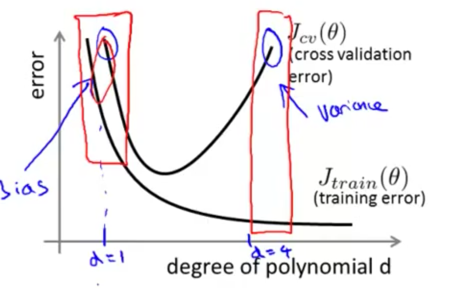 J_cv(θ)
(cross validation
error)
error
variance
Bias
J_train(θ)
(training error)
d=1
d=4
degree of polynomial d